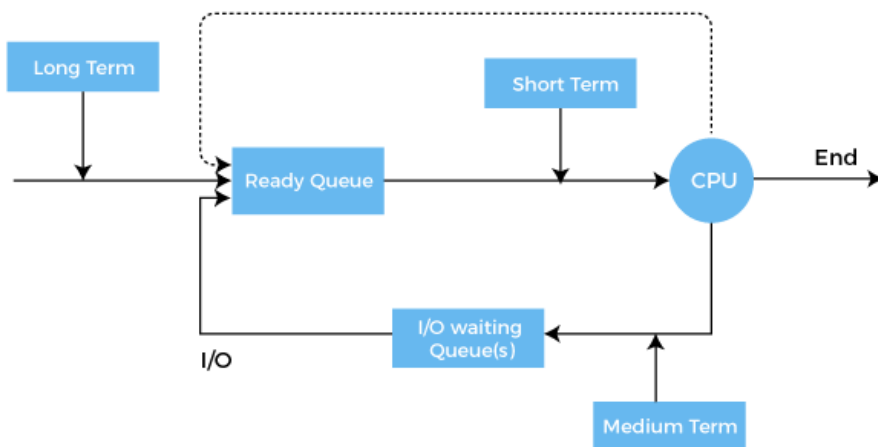 Long Term
Short Term
Ready Queue
CPU
End
I/O waiting
Queue(s)
I/O
Medium Term